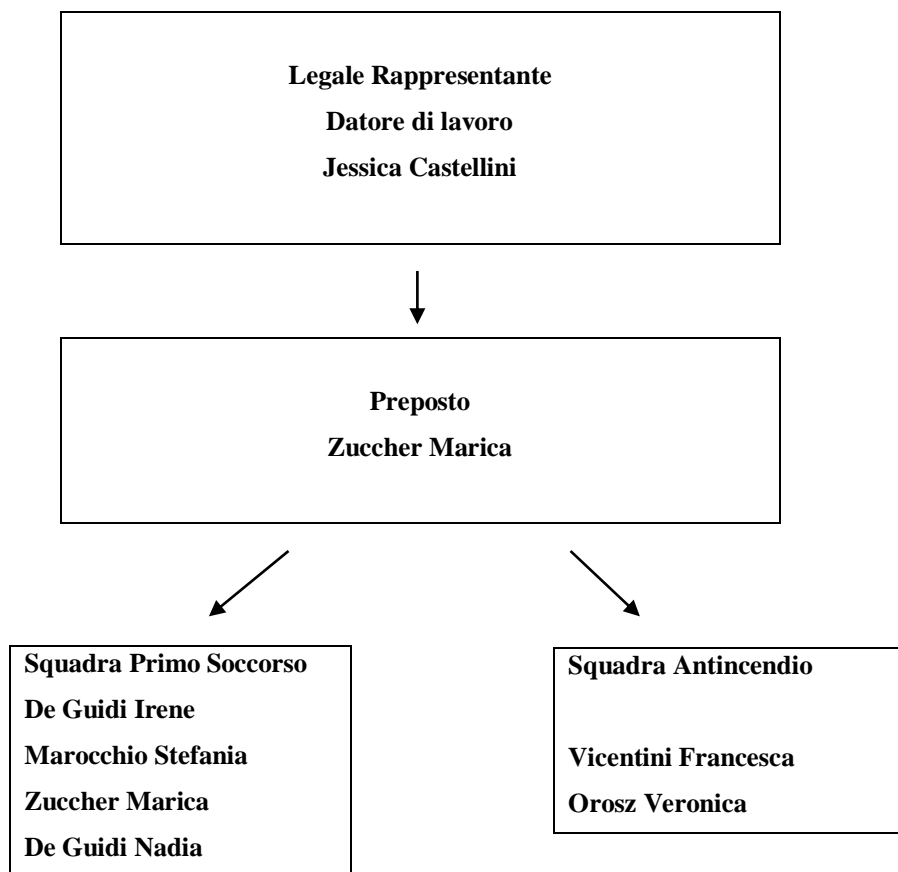 Legale Rappresentante
Datore di lavoro
Jessica Castellini
Preposto
Zuccher Marica
Squadra Primo Soccorso
De Guidi Irene
Marocchio Stefania
Zuccher Marica
De Guidi Nadia
Squadra Antincendio
Vicentini Francesca
Orosz Veronica